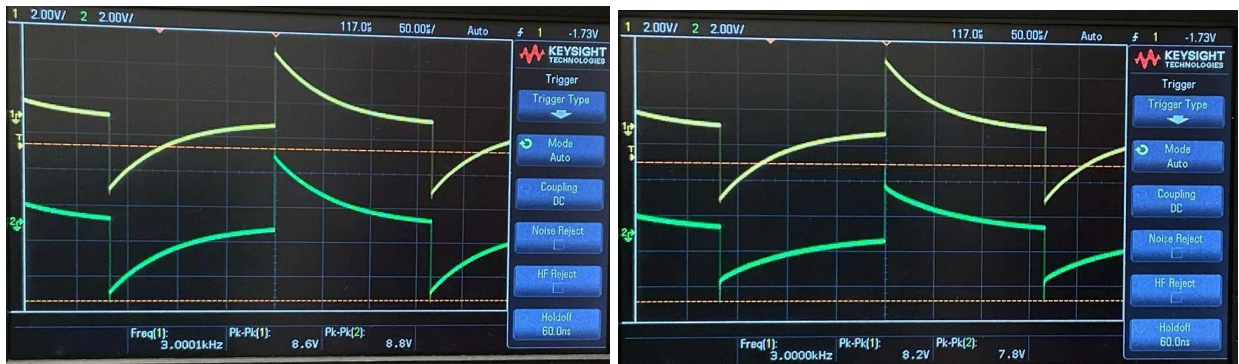 1 2.00V/ 2 2.00V/ 117.0s 50.00s/ Auto 1 -1.73V
KEYSIGHT
TECHNOLOGIES
Trigger
Trigger Type
Mode
Auto
Coupling
DC
Noise Reject
HF Reject
Holdoff
60.0ns
1
T
2
Freq(1): Pk-Pk(1): Pk-Pk(2):
3.0001kHz 8.6V 8.8V
1 2.00V/ 2 2.00V/ 117.0s 50.00s/ Auto 1 -1.73V
KEYSIGHT
TECHNOLOGIES
Trigger
Trigger Type
Mode
Auto
Coupling
DC
Noise Reject
HF Reject
Holdoff
60.0ns
1
T
2
Freq(1): Pk-Pk(1): Pk-Pk(2):
3.0000kHz 8.2V 7.8V